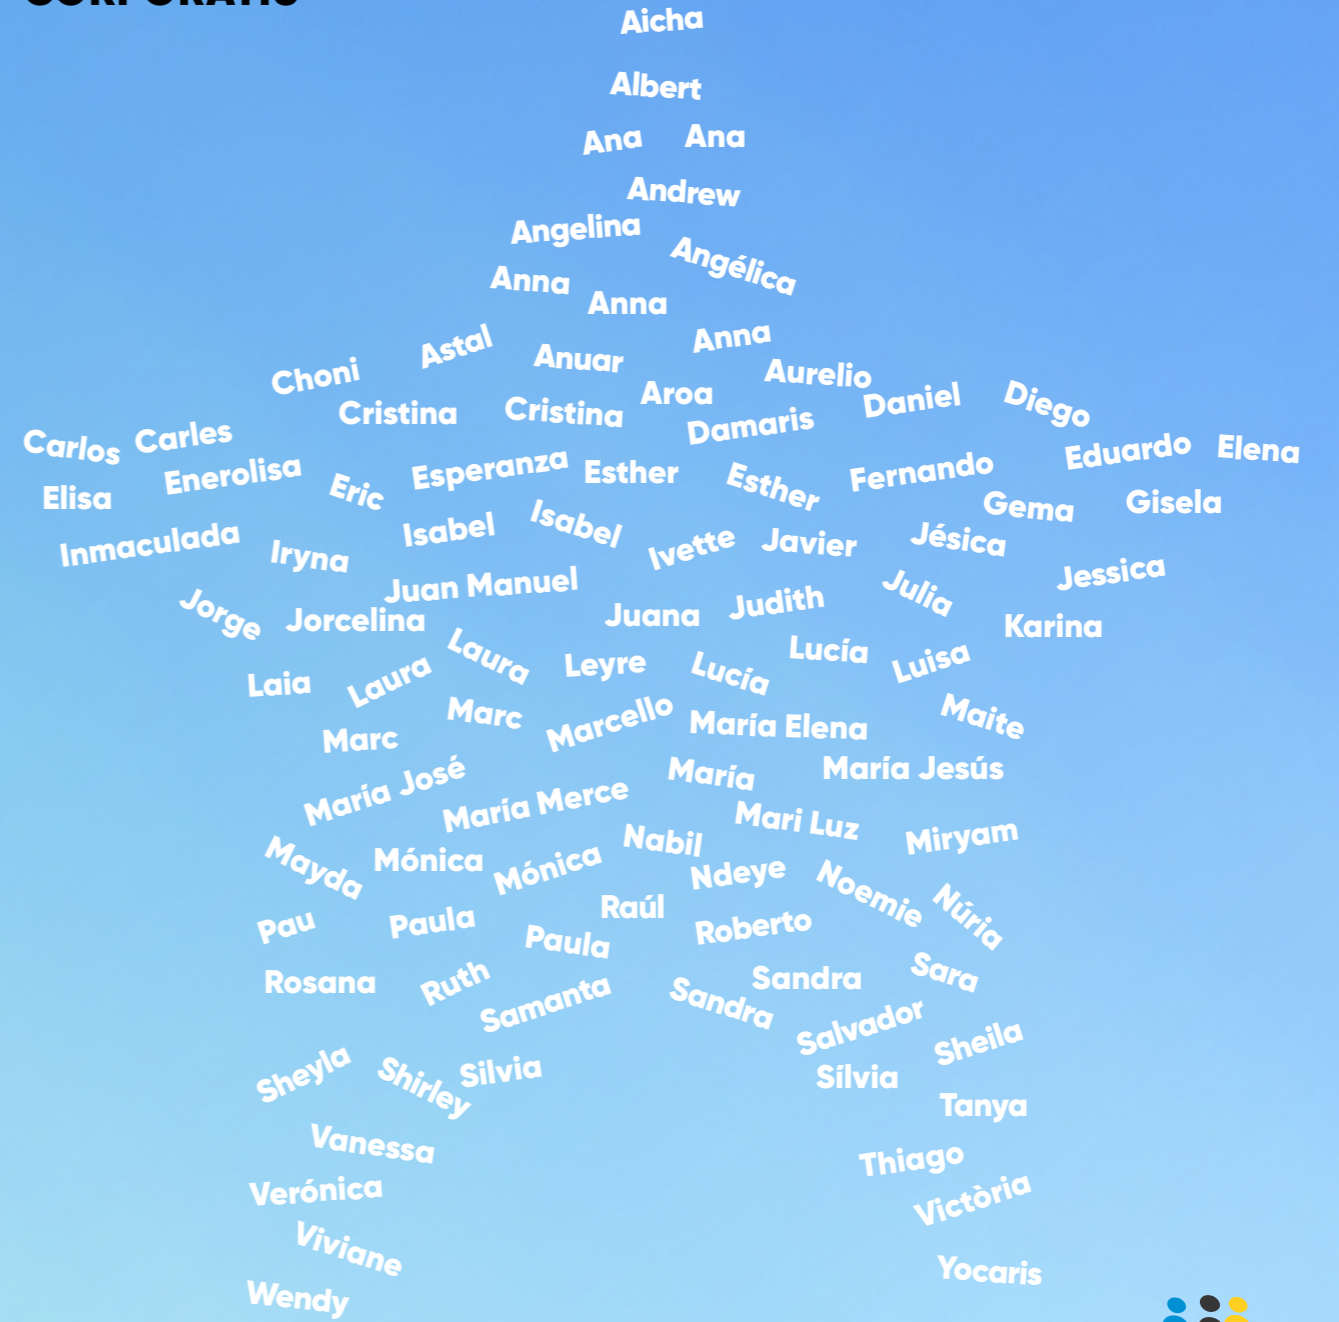 CORPORATIS
Aicha
Albert
Ana Ana
Andrew
Angelina
Angélica
Anna
Anna
Anna
Astal Anuar
Choni Aurelio
Cristina Cristina Aroa Daniel Diego
Damaris
Carlos Carles Eduardo Elena
Enerolisa Esperanza Esther Fernando
Elisa Eric Esther Gema Gisela
Isabel Isabel
Inmaculada Iryna Ivette Javier Jésica
Juan Manuel Julia Jessica
Jorge Jorcelina Juana Judith Karina
Laura Lucía
Laia Laura Leyre Lucía Luisa
Marc Marcello María Elena Maite
Marc
María José María María Jesús
María Merce Mari Luz
Nabil Miryam
Mayda Mónica Mónica Ndeye Noemie
Raúl Núria
Pau Paula Paula Roberto
Rosana Ruth Sandra Sara
Samanta Sandra Salvador
Sheila
Sheyla Shirley Silvia Sílvia
Tanya
Vanessa Thiago
Verónica Victòria
Viviane
Yocaris
Wendy